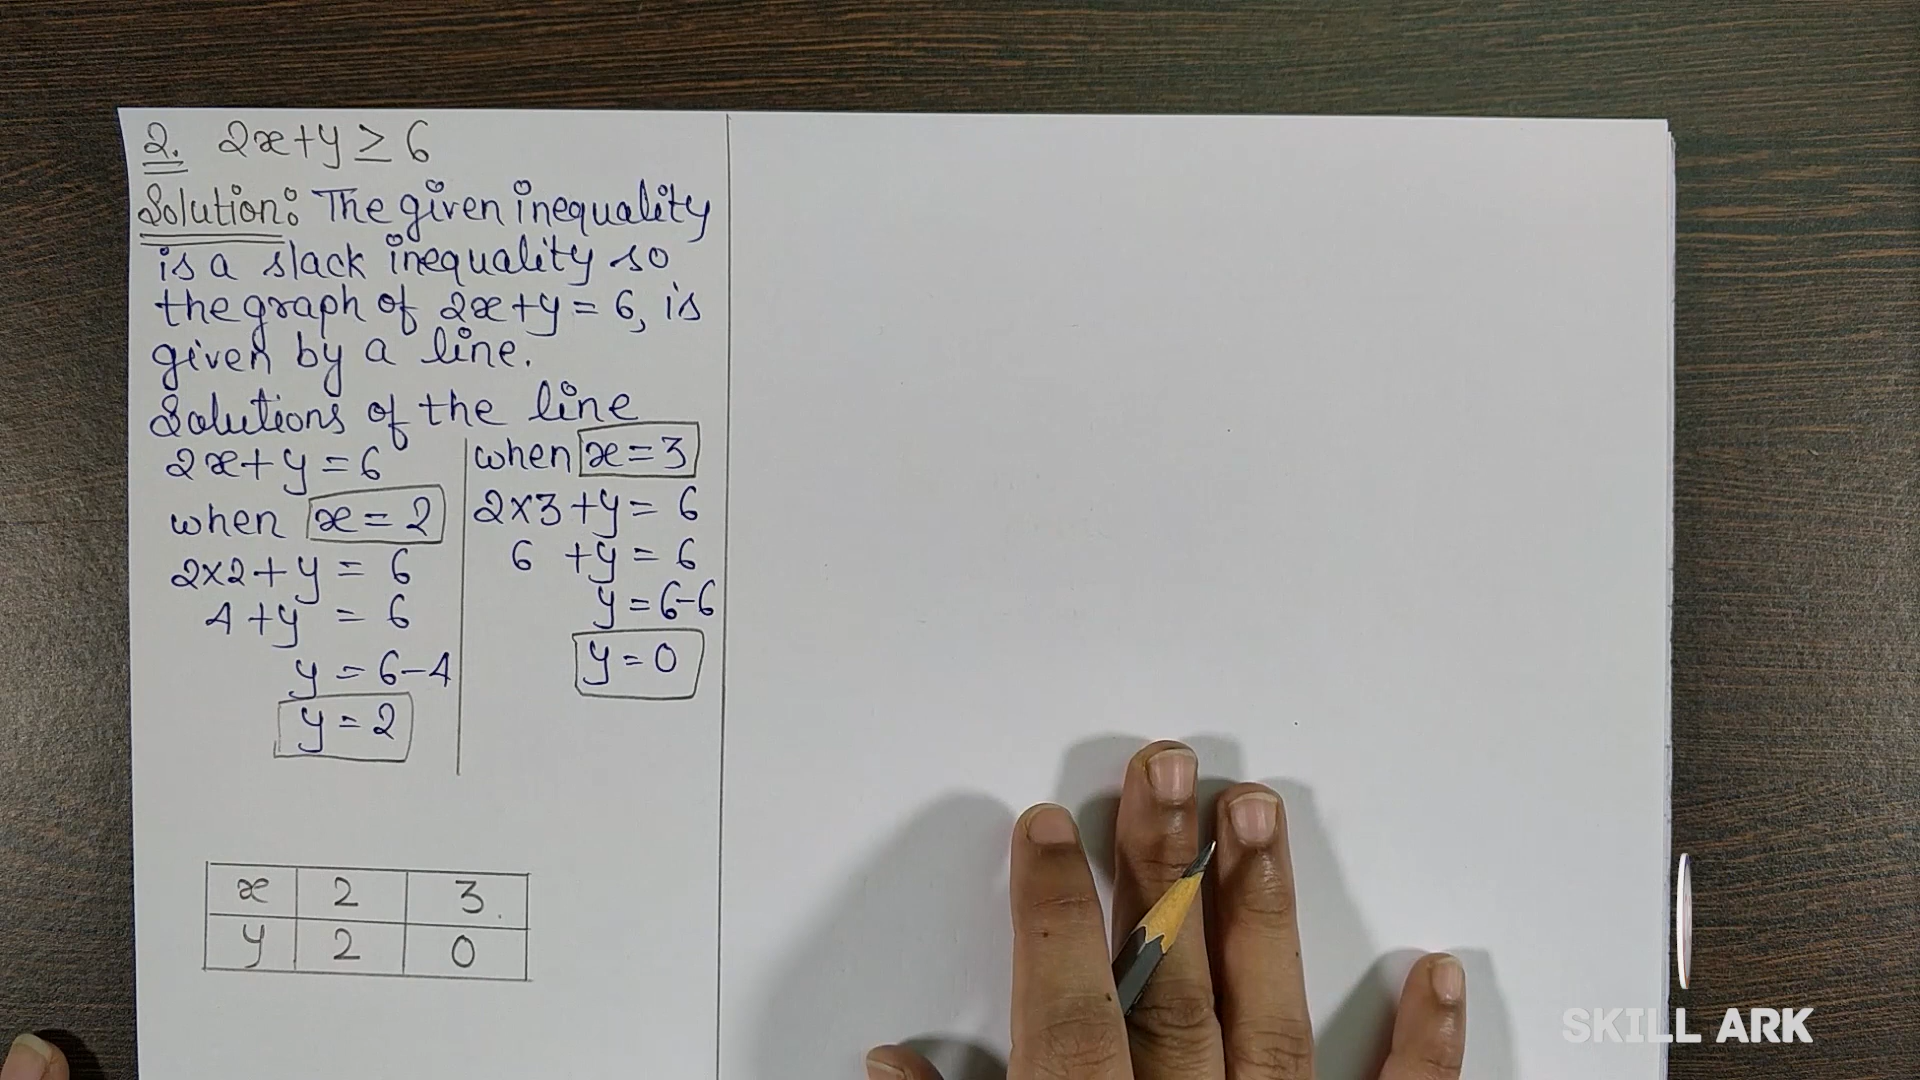 2. 2x+y ≥ 6
Solution: The given inequality
is a slack inequality so
the graph of 2x+y = 6, is
given by a line.
Solutions of the line
2x+y = 6
when x = 2
2×2+y = 6
4+y = 6
y = 6-4
y = 2
when x = 3
2×3+y = 6
6 +y = 6
y = 6-6
y = 0
x 2 3
y 2 0
SKILL ARK